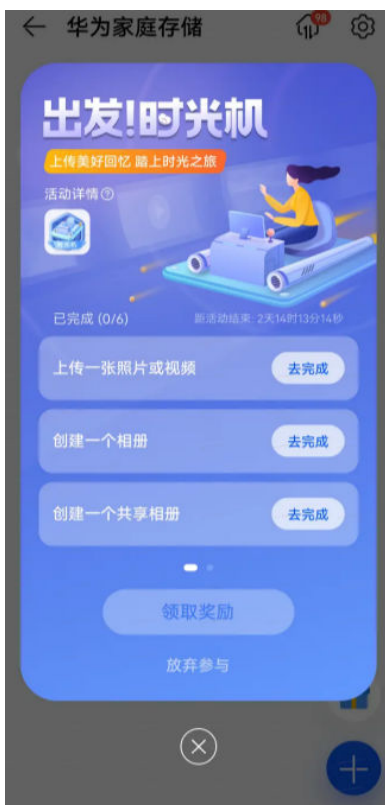 华为家庭存储
98
出发!时光机
上传美好回忆 踏上时光之旅
活动详情
已完成 (0/6)
距活动结束: 2天14时13分14秒
上传一张照片或视频
去完成
创建一个相册
去完成
创建一个共享相册
去完成
领取奖励
放弃参与